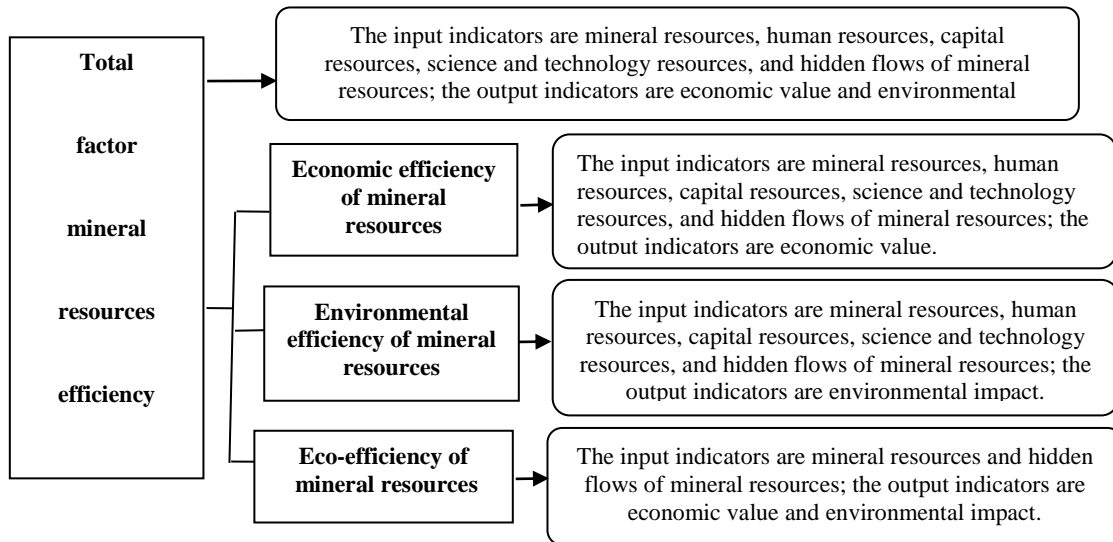 Total
factor
mineral
resources
efficiency
The input indicators are mineral resources, human resources, capital
resources, science and technology resources, and hidden flows of mineral
resources; the output indicators are economic value and environmental
Economic efficiency
of mineral
resources
The input indicators are mineral resources, human
resources, capital resources, science and technology
resources, and hidden flows of mineral resources; the
output indicators are economic value.
Environmental
efficiency of mineral
resources
The input indicators are mineral resources, human
resources, capital resources, science and technology
resources, and hidden flows of mineral resources; the
output indicators are environmental impact.
Eco-efficiency of
mineral resources
The input indicators are mineral resources and hidden
flows of mineral resources; the output indicators are
economic value and environmental impact.